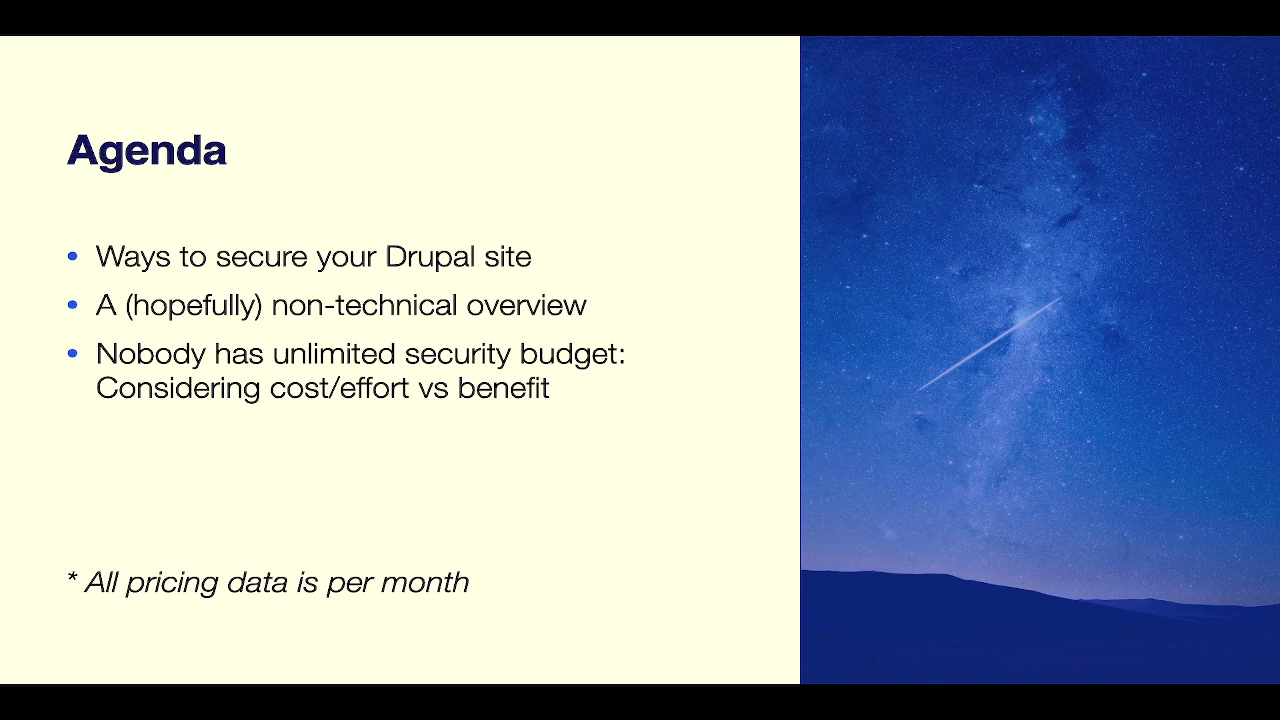 Agenda
• Ways to secure your Drupal site
• A (hopefully) non-technical overview
• Nobody has unlimited security budget:
Considering cost/effort vs benefit
* All pricing data is per month